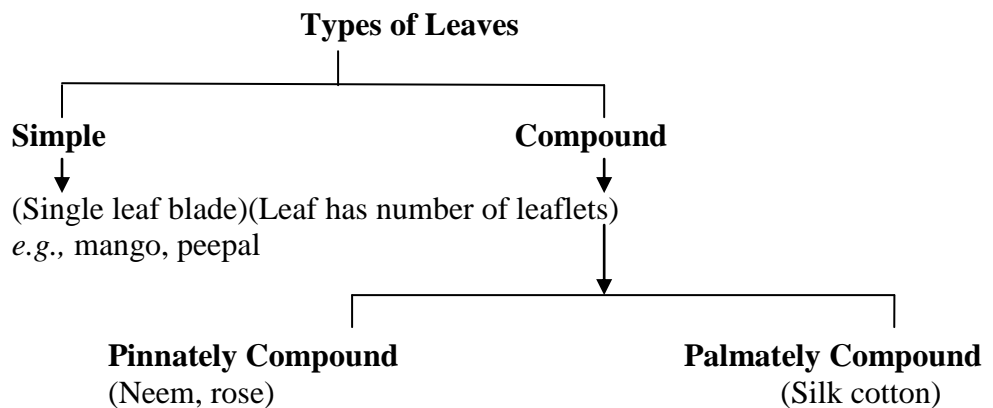 Types of Leaves
Simple Compound
(Single leaf blade)(Leaf has number of leaflets)
e.g., mango, peepal
Pinnately Compound Palmately Compound
(Neem, rose) (Silk cotton)